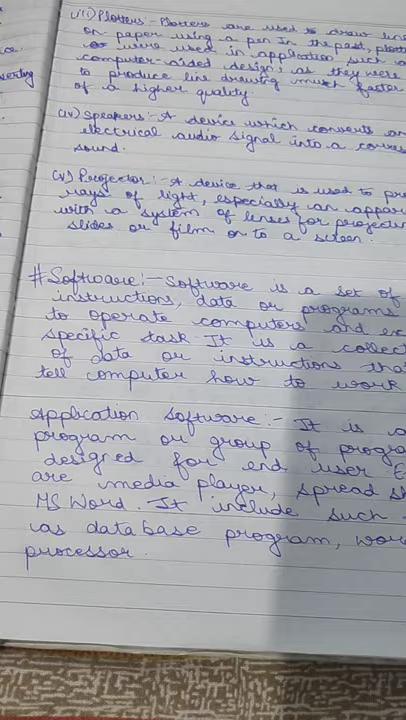 (iii) Plotters :- Plotters are used to draw line
on paper using a pen In the past, plott
were used in application such a
computer-aided design, as they were
to produce line drawing much faster
of a higher quality.
(iv) Speakers :- A device which converts an
electrical audio signal into a corres
sound.
(v) Projector :- A device that is used to pro
rays of light, especially an appar
with a system of lenses for projectin
slides or film on to a screen.
# Software :- Software is a set of
instructions, data or programs
to operate computers and ex
specific task. It is a collect
of data or instructions tha
tell computer how to work
Application Software :- It is a
program or group of progra
designed for end user E
are media player, spread s
MS Word. It include such
as database program, wor
processor.
ce.
senting